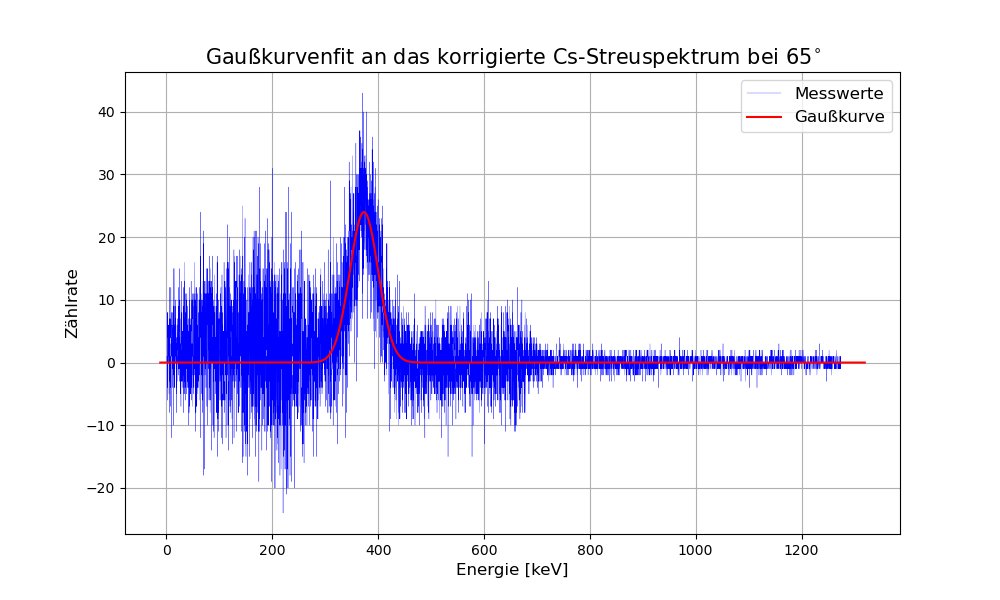 Gaußkurvenfit an das korrigierte Cs-Streuspektrum bei 65°
Messwerte
Gaußkurve
Zählrate
40
30
20
10
0
−10
−20
0 200 400 600 800 1000 1200
Energie [keV]